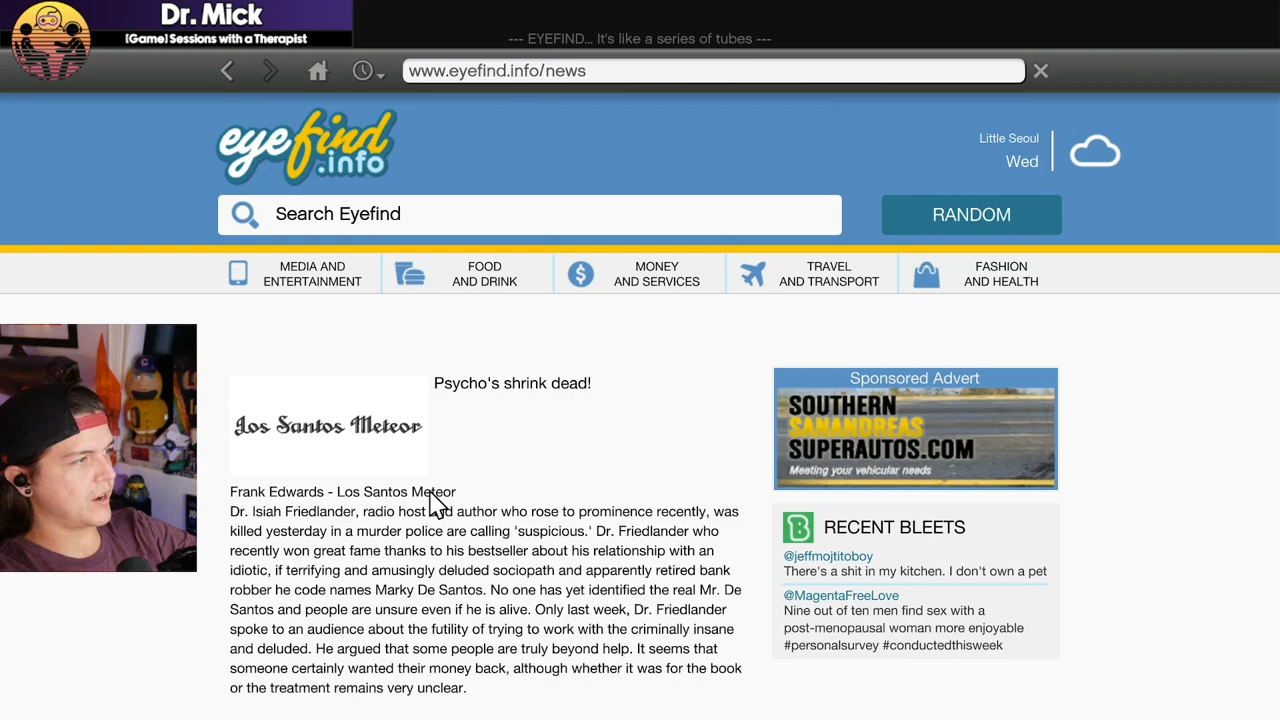 Dr. Mick
[Game] Sessions with a Therapist
--- EYEFIND... It's like a series of tubes ---
www.eyefind.info/news
eyefind
.info
Little Seoul
Wed
Search Eyefind
RANDOM
MEDIA AND
ENTERTAINMENT
FOOD
AND DRINK
MONEY
AND SERVICES
TRAVEL
AND TRANSPORT
FASHION
AND HEALTH
Los Santos Meteor
Psycho's shrink dead!
Frank Edwards - Los Santos Meteor
Dr. Isiah Friedlander, radio host and author who rose to prominence recently, was
killed yesterday in a murder police are calling 'suspicious.' Dr. Friedlander who
recently won great fame thanks to his bestseller about his relationship with an
idiotic, if terrifying and amusingly deluded sociopath and apparently retired bank
robber he code names Marky De Santos. No one has yet identified the real Mr. De
Santos and people are unsure even if he is alive. Only last week, Dr. Friedlander
spoke to an audience about the futility of trying to work with the criminally insane
and deluded. He argued that some people are truly beyond help. It seems that
someone certainly wanted their money back, although whether it was for the book
or the treatment remains very unclear.
Sponsored Advert
SOUTHERN
SANANDREAS
SUPERAUTOS.COM
Meeting your vehicular needs
B
RECENT BLEETS
@jeffmojtitoboy
There's a shit in my kitchen. I don't own a pet
@MagentaFreeLove
Nine out of ten men find sex with a
post-menopausal woman more enjoyable
#personalsurvey #conductedthisweek